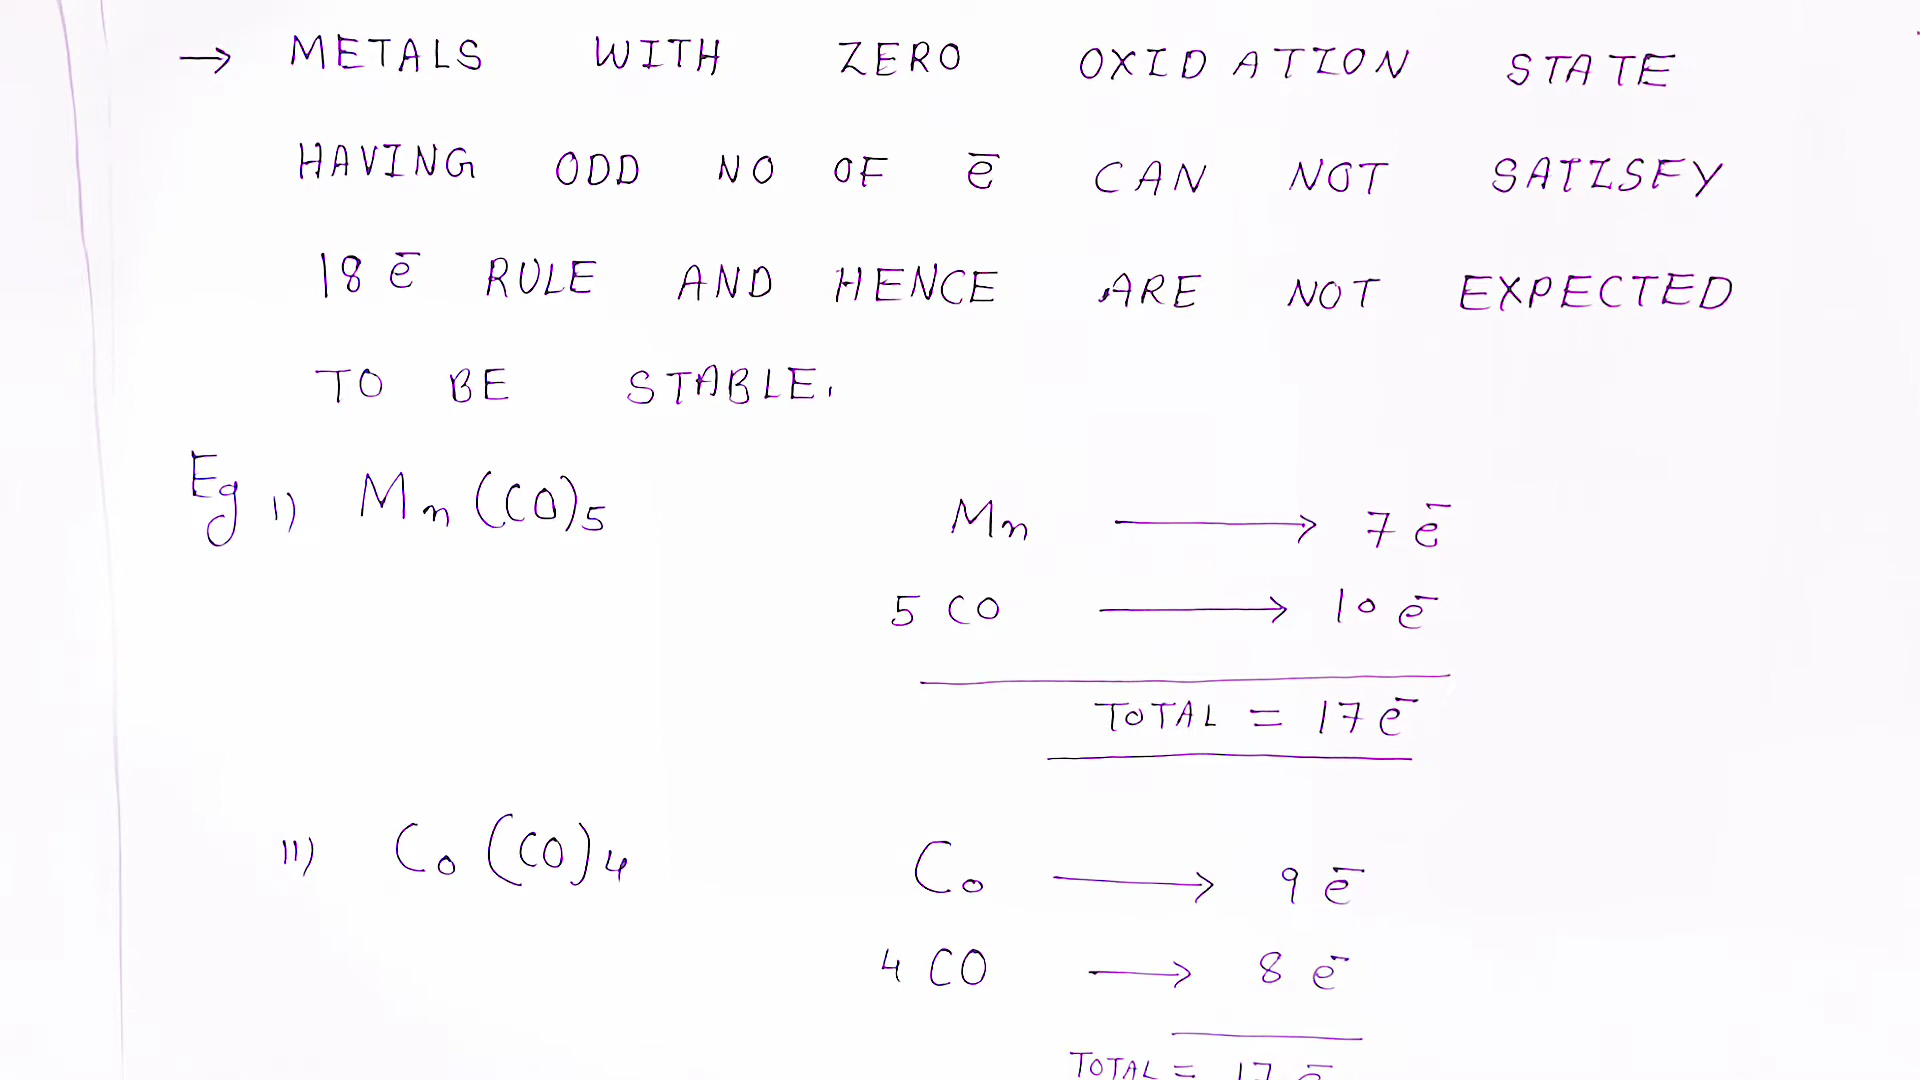 → METALS WITH ZERO OXIDATION STATE
HAVING ODD NO OF e̅ CAN NOT SATISFY
18 e̅ RULE AND HENCE ARE NOT EXPECTED
TO BE STABLE.
Eg 1) Mn (CO)5
Mn → 7 e̅
5 CO → 10 e̅
TOTAL = 17 e̅
11) Co (CO)4
Co → 9 e̅
4 CO → 8 e̅
TOTAL = 17 e̅